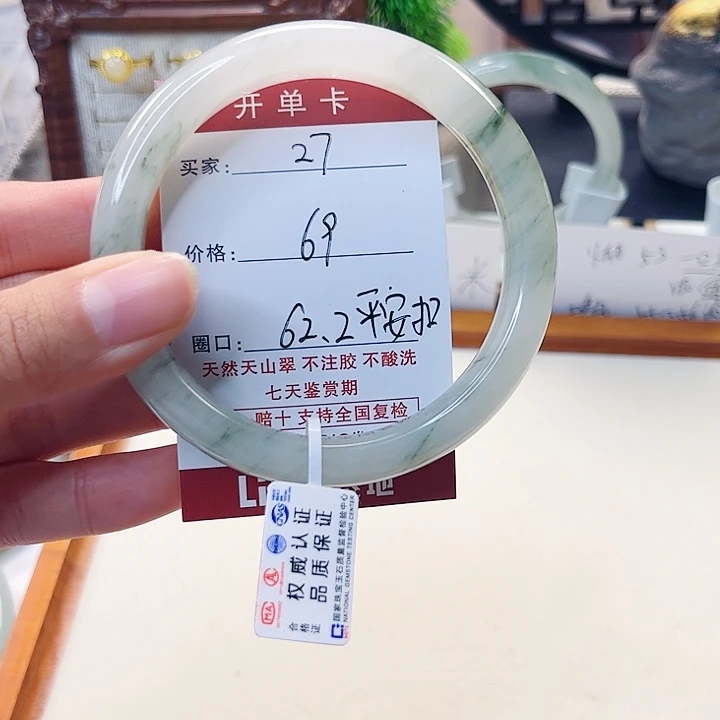 开单卡
买家: 27
价格: 69
圈口: 62.2平安扣
天然天山翠 不注胶 不酸洗
七天鉴赏期
赔十 支持全国复检
地
权威认证
品质保证
合格证
国家珠宝玉石质量监督检验中心
NATIONAL GEMSTONE TESTING CENTER
CNAS
MA